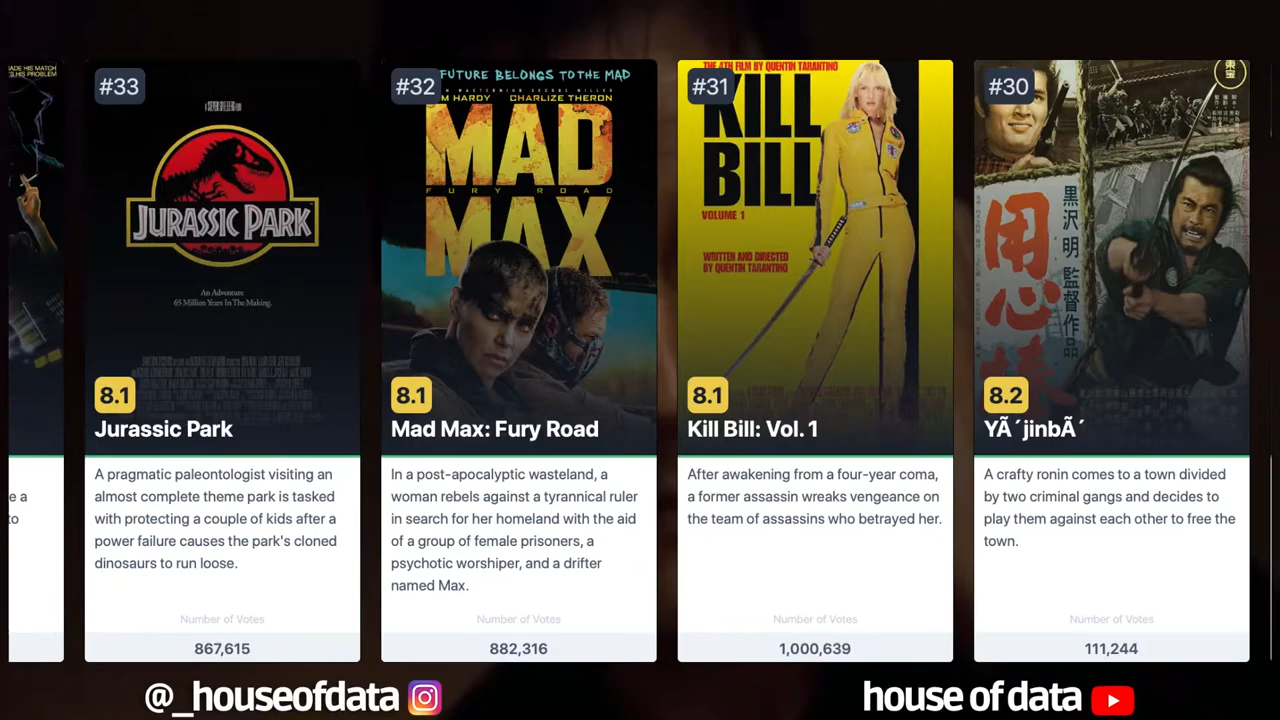 ADE HIS MATCH
S HIS PROBLEM
e a
to
#33
An Adventure
65 Million Years In The Making.
JURASSIC PARK
8.1
Jurassic Park
A pragmatic paleontologist visiting an
almost complete theme park is tasked
with protecting a couple of kids after a
power failure causes the park's cloned
dinosaurs to run loose.
Number of Votes
867,615
#32
FUTURE BELONGS TO THE MAD
M HARDY CHARLIZE THERON
MAD
FURY ROAD
MAX
8.1
Mad Max: Fury Road
In a post-apocalyptic wasteland, a
woman rebels against a tyrannical ruler
in search for her homeland with the aid
of a group of female prisoners, a
psychotic worshiper, and a drifter
named Max.
Number of Votes
882,316
#31
THE 4TH FILM BY QUENTIN TARANTINO
KILL
BILL
VOLUME 1
WRITTEN AND DIRECTED
BY QUENTIN TARANTINO
8.1
Kill Bill: Vol. 1
After awakening from a four-year coma,
a former assassin wreaks vengeance on
the team of assassins who betrayed her.
Number of Votes
1,000,639
#30
東宝
黒沢明監督作品
用心棒
8.2
YÃ´jinbÃ´
A crafty ronin comes to a town divided
by two criminal gangs and decides to
play them against each other to free the
town.
Number of Votes
111,244
@_houseofdata
house of data